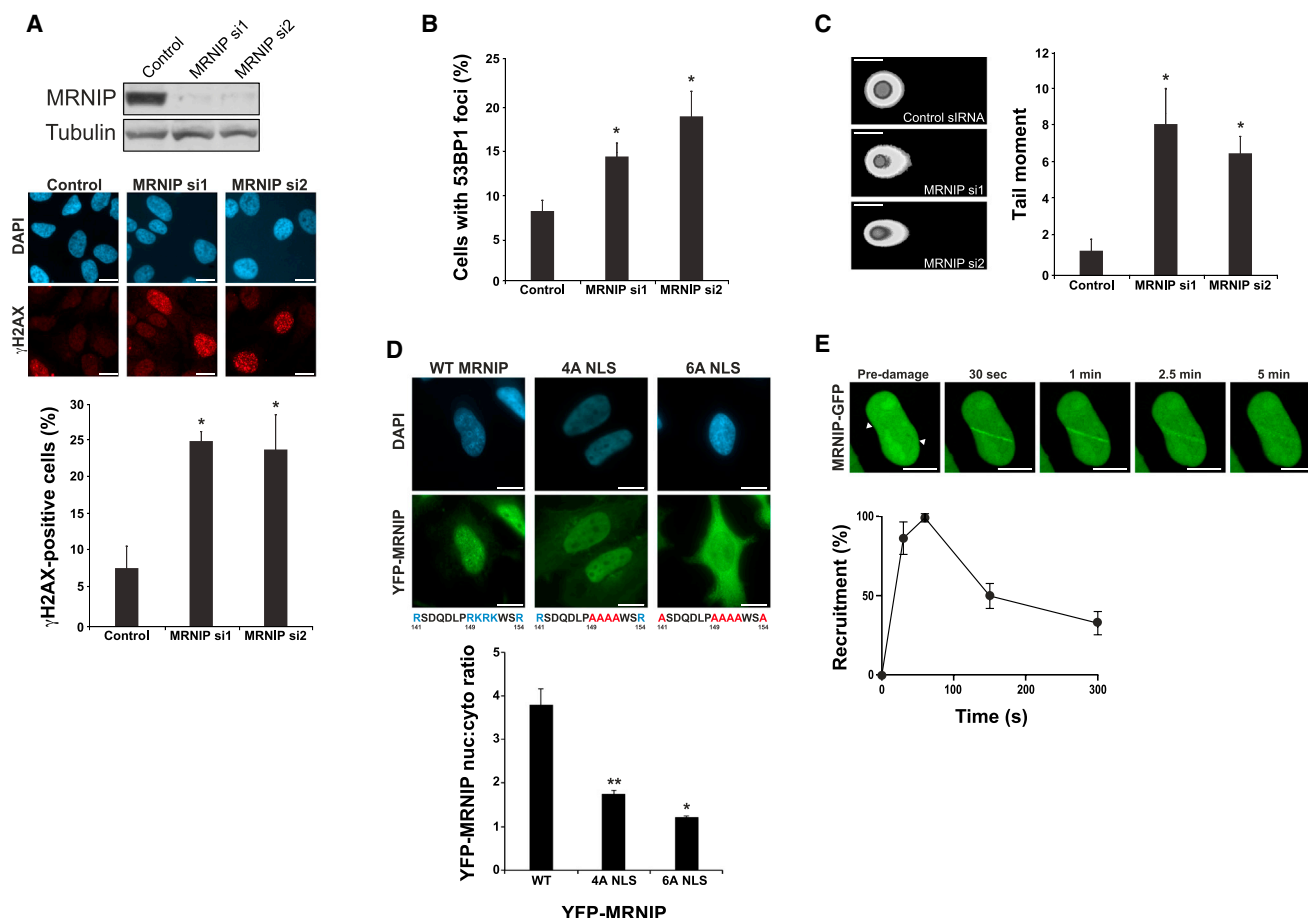 A
Control
MRNIP si1
MRNIP si2
MRNIP
Tubulin
Control MRNIP si1 MRNIP si2
DAPI
γH2AX
γH2AX-positive cells (%)
30
25
20
15
10
5
0
*
*
Control MRNIP si1 MRNIP si2
B
Cells with 53BP1 foci (%)
25
20
15
10
5
0
*
*
Control MRNIP si1 MRNIP si2
C
Control siRNA
MRNIP si1
MRNIP si2
Tail moment
12
10
8
6
4
2
0
*
*
Control MRNIP si1 MRNIP si2
D
WT MRNIP 4A NLS 6A NLS
DAPI
YFP-MRNIP
RSDQDLPRKRKWSR RSDQDLPAAAAWSR ASDQDLPAAAAWSA
141 149 154 141 149 154 141 149 154
YFP-MRNIP nuc:cyto ratio
5
4
3
2
1
0
**
*
WT 4A NLS 6A NLS
YFP-MRNIP
E
Pre-damage 30 sec 1 min 2.5 min 5 min
MRNIP-GFP
Recruitment (%)
100
50
0
0 100 200 300
Time (s)